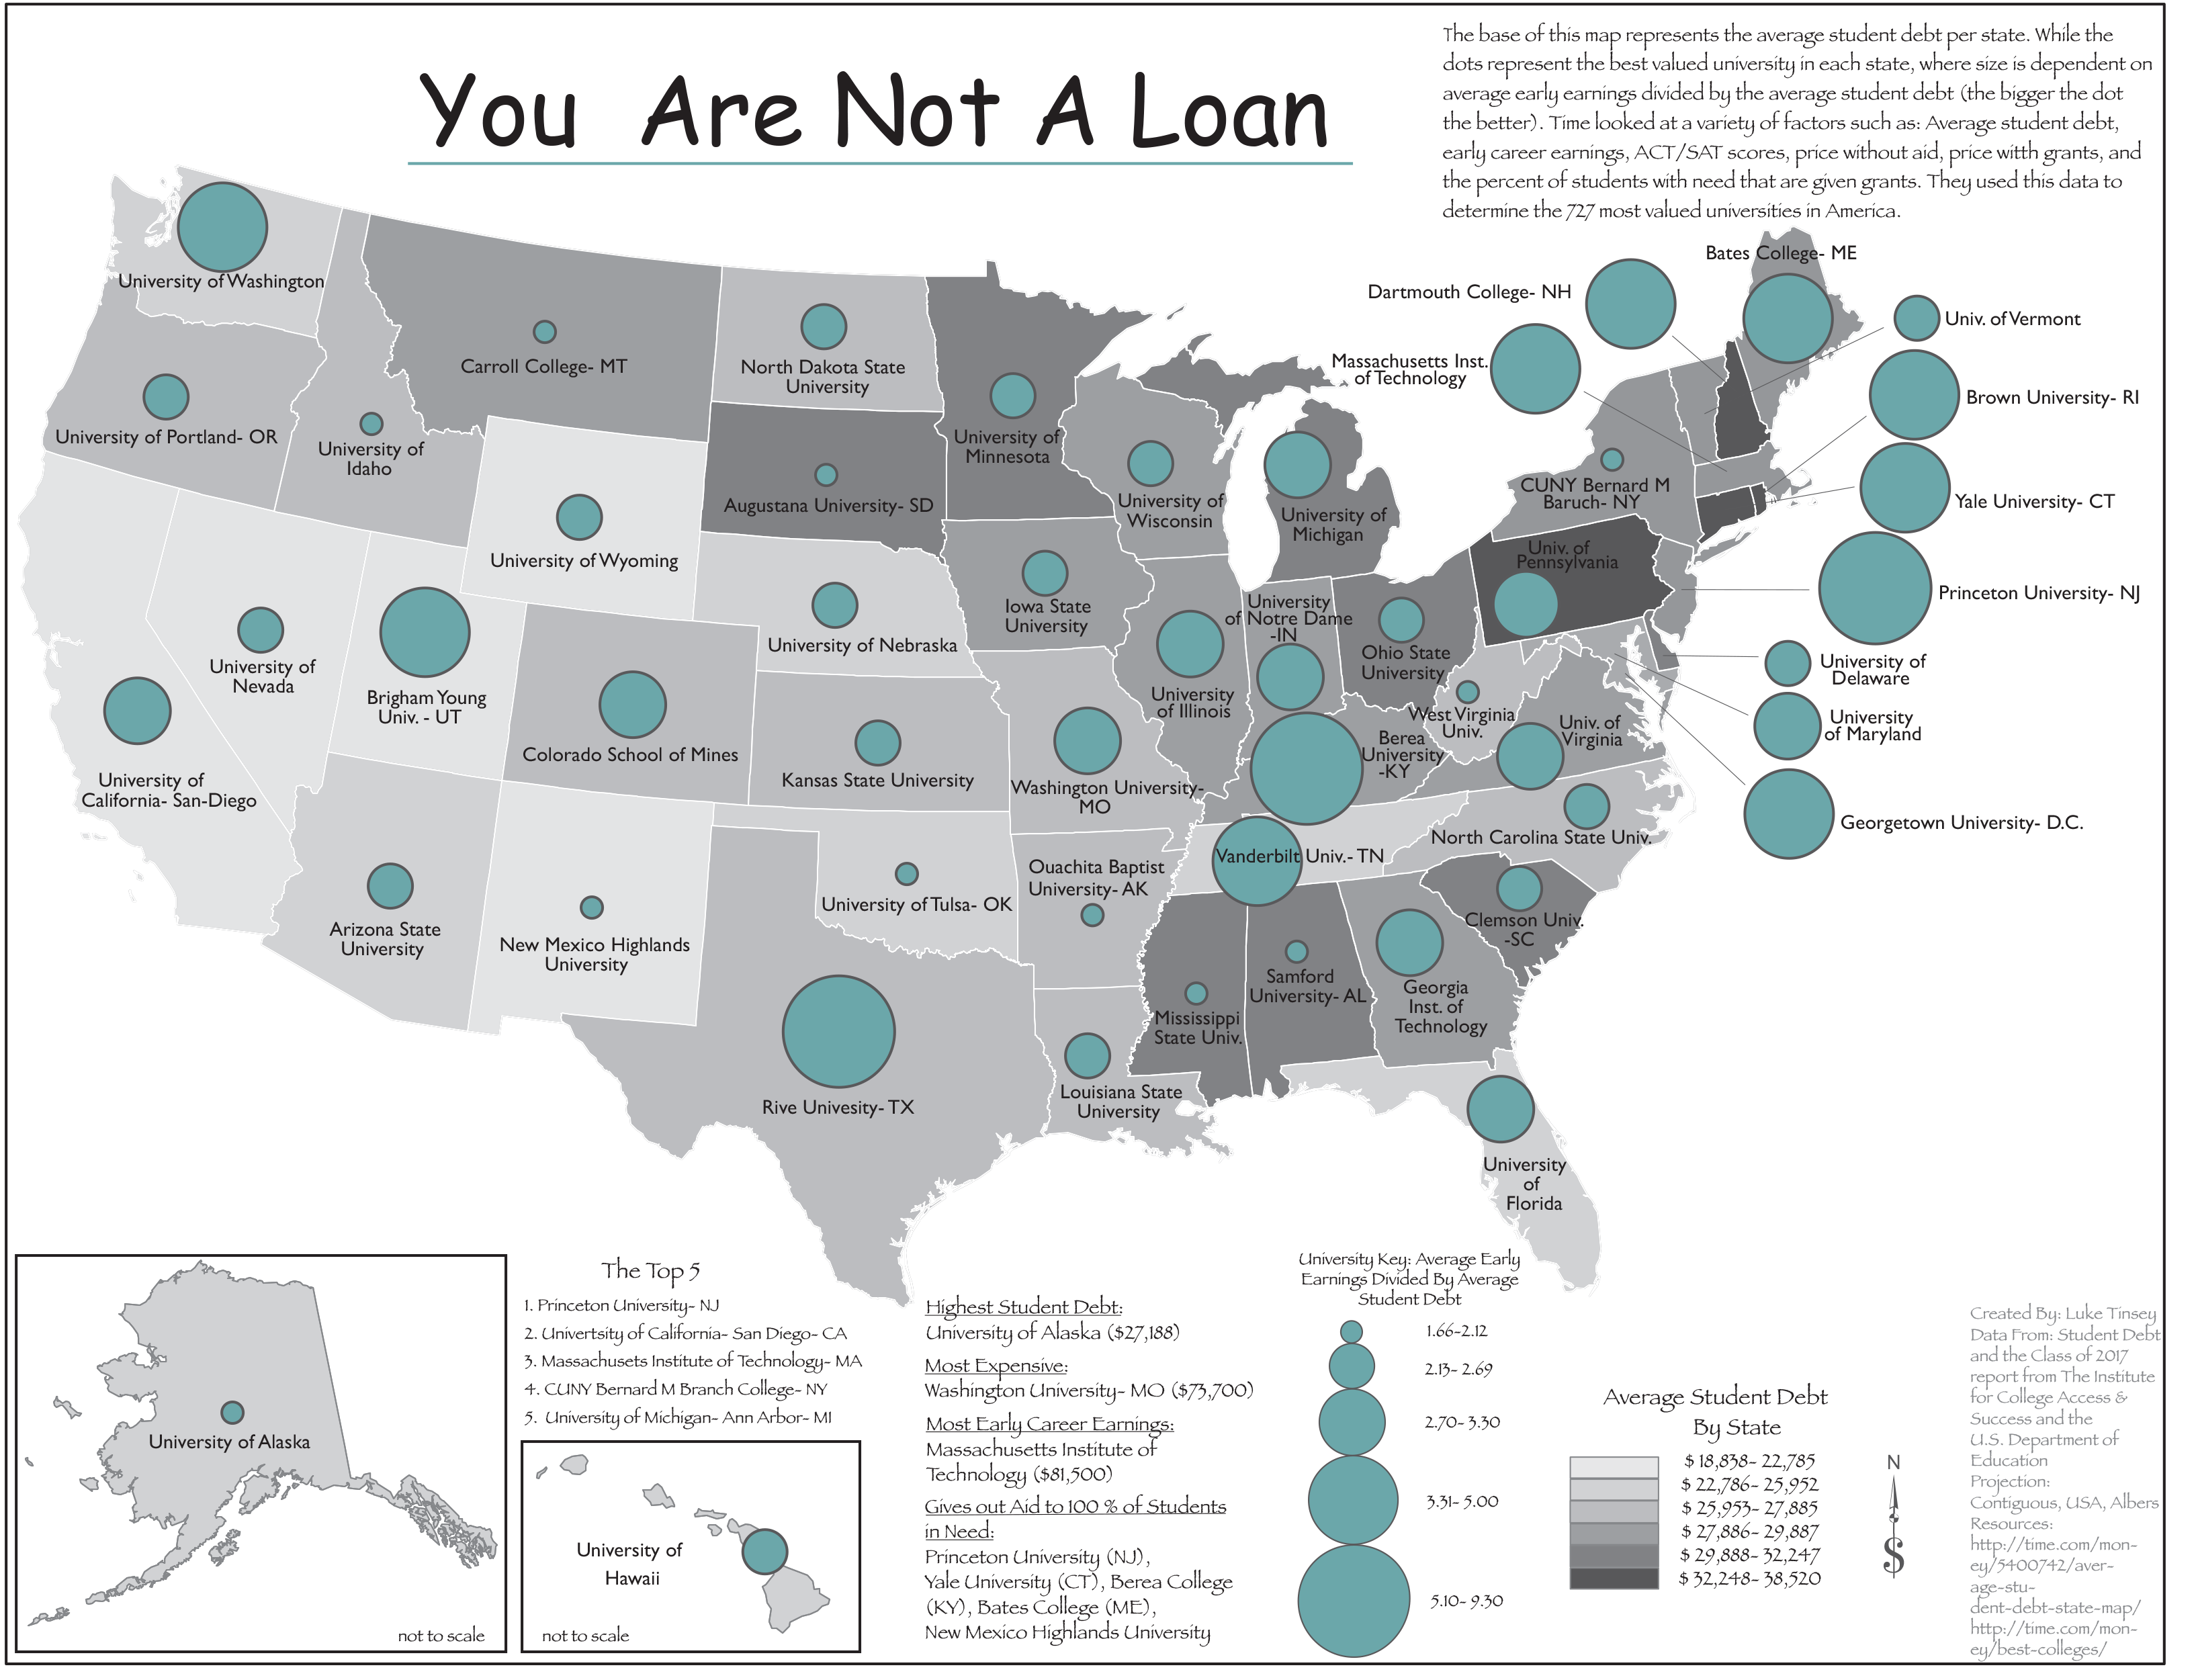 You Are Not A Loan
The base of this map represents the average student debt per state. While the
dots represent the best valued university in each state, where size is dependent on
average early earnings divided by the average student debt (the bigger the dot
the better). Time looked at a variety of factors such as: Average student debt,
early career earnings, ACT/SAT scores, price without aid, price witth grants, and
the percent of students with need that are given grants. They used this data to
determine the 727 most valued universities in America.
University of Washington
University of Portland- OR
University of
Idaho
Carroll College- MT
North Dakota State
University
Augustana University- SD
University of
Minnesota
University of
Wisconsin
University of
Michigan
University of Wyoming
University of Nebraska
Iowa State
University
University of
Nevada
Brigham Young
Univ. - UT
University of
California- San-Diego
Colorado School of Mines
Kansas State University
Washington University-
MO
University
of Illinois
University
of Notre Dame
-IN
Ohio State
University
Berea
University
-KY
West Virginia
Univ.
Univ. of
Virginia
Univ. of
Pennsylvania
CUNY Bernard M
Baruch- NY
Massachusetts Inst.
of Technology
Dartmouth College- NH
Bates College- ME
Univ. of Vermont
Brown University- RI
Yale University- CT
Princeton University- NJ
University of
Delaware
University
of Maryland
Georgetown University- D.C.
North Carolina State Univ.
Vanderbilt Univ.- TN
Clemson Univ.
-SC
Georgia
Inst. of
Technology
Samford
University- AL
Mississippi
State Univ.
Ouachita Baptist
University- AK
University of Tulsa- OK
Arizona State
University
New Mexico Highlands
University
Rive Univesity- TX
Louisiana State
University
University
of
Florida
University of Alaska
not to scale
The Top 5
1. Princeton University- NJ
2. Univertsity of California- San Diego- CA
3. Massachusets Institute of Technology- MA
4. CUNY Bernard M Branch College- NY
5. University of Michigan- Ann Arbor- MI
University of
Hawaii
not to scale
Highest Student Debt:
University of Alaska ($27,188)
Most Expensive:
Washington University- MO ($73,700)
Most Early Career Earnings:
Massachusetts Institute of
Technology ($81,500)
Gives out Aid to 100 % of Students
in Need:
Princeton University (NJ),
Yale University (CT), Berea College
(KY), Bates College (ME),
New Mexico Highlands University
University Key: Average Early
Earnings Divided By Average
Student Debt
1.66-2.12
2.13- 2.69
2.70- 3.30
3.31- 5.00
5.10- 9.30
Average Student Debt
By State
$ 18,838- 22,785
$ 22,786- 25,952
$ 25,953- 27,885
$ 27,886- 29,887
$ 29,888- 32,247
$ 32,248- 38,520
N
$
Created By: Luke Tinsey
Data From: Student Debt
and the Class of 2017
report from The Institute
for College Access &
Success and the
U.S. Department of
Education
Projection:
Contiguous, USA, Albers
Resources:
http://time.com/mon-
ey/5400742/aver-
age-stu-
dent-debt-state-map/
http://time.com/mon-
ey/best-colleges/